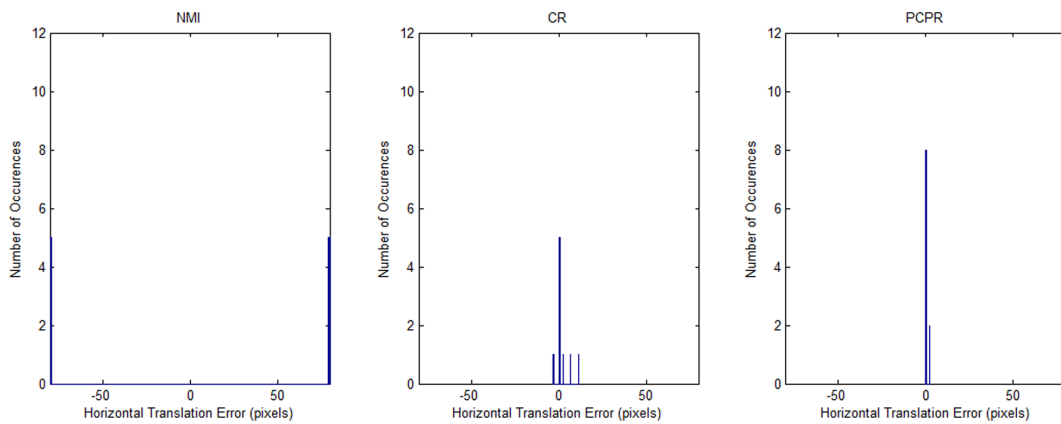 NMI
12
10
8
6
4
2
0
Number of Occurences
-50 0 50
Horizontal Translation Error (pixels)
CR
12
10
8
6
4
2
0
Number of Occurences
-50 0 50
Horizontal Translation Error (pixels)
PCPR
12
10
8
6
4
2
0
Number of Occurences
-50 0 50
Horizontal Translation Error (pixels)